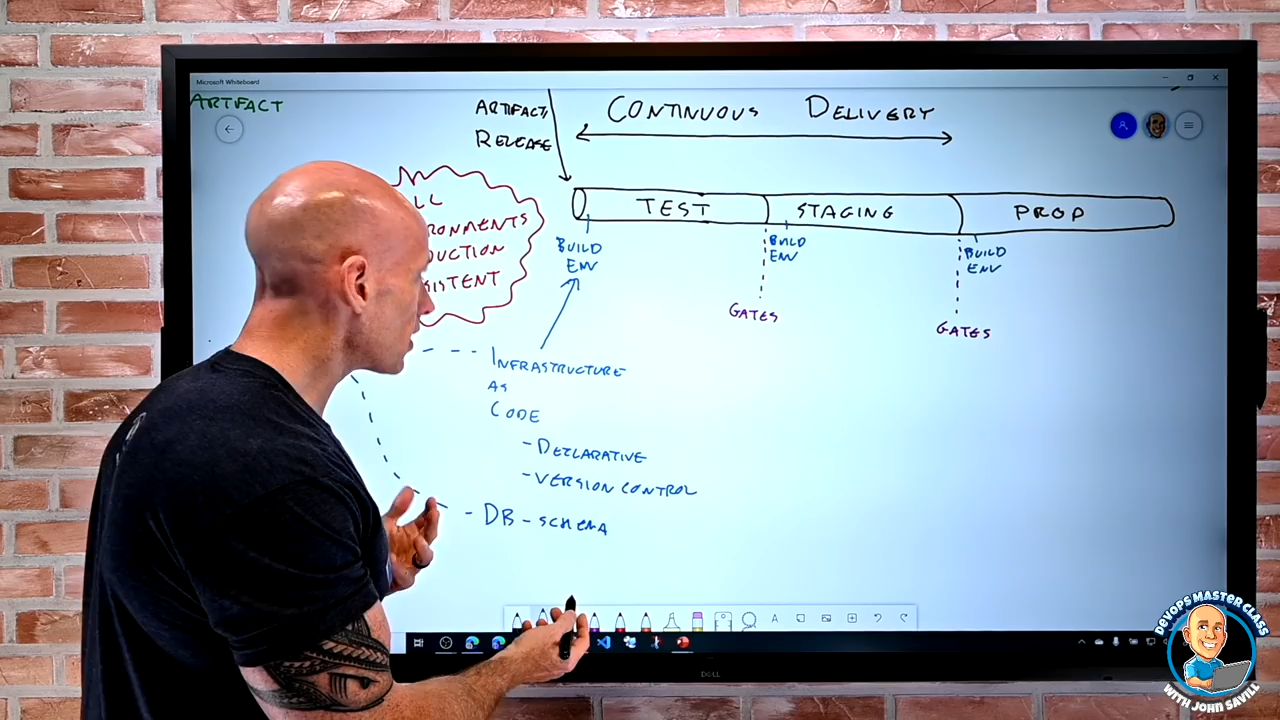 Microsoft Whiteboard
ARTIFACT
ARTIFACT/
RELEASE
CONTINUOUS DELIVERY
TEST
STAGING
PROD
BUILD
ENV
BUILD
ENV
BUILD
ENV
GATES
GATES
INFRASTRUCTURE
AS
CODE
- DECLARATIVE
- VERSION CONTROL
- DB - SCHEMA
DELL
DEVOPS MASTER CLASS
WITH JOHN SAVILL